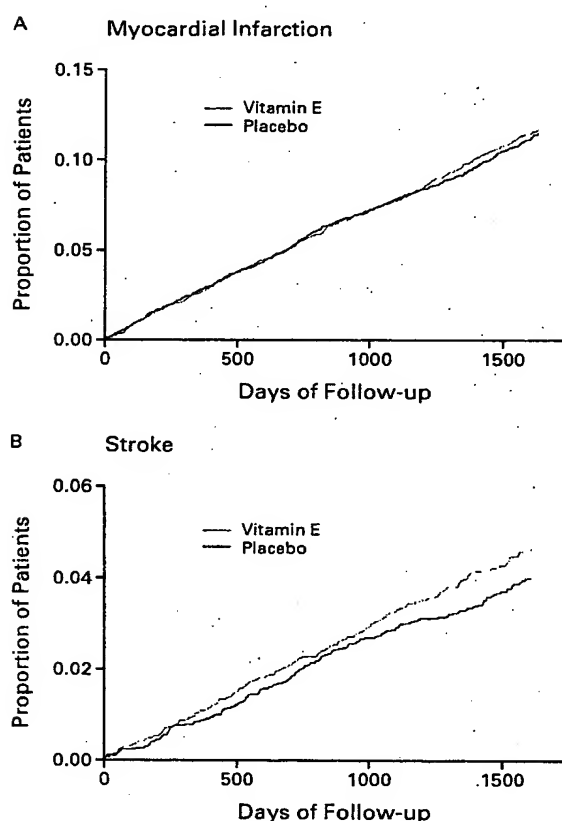 A Myocardial Infarction
0.15
Vitamin E
Placebo
0.10
0.05
0.00
0 500 1000 1500
Proportion of Patients
Days of Follow-up
B Stroke
0.06
Vitamin E
Placebo
0.04
0.02
0.00
0 500 1000 1500
Proportion of Patients
Days of Follow-up